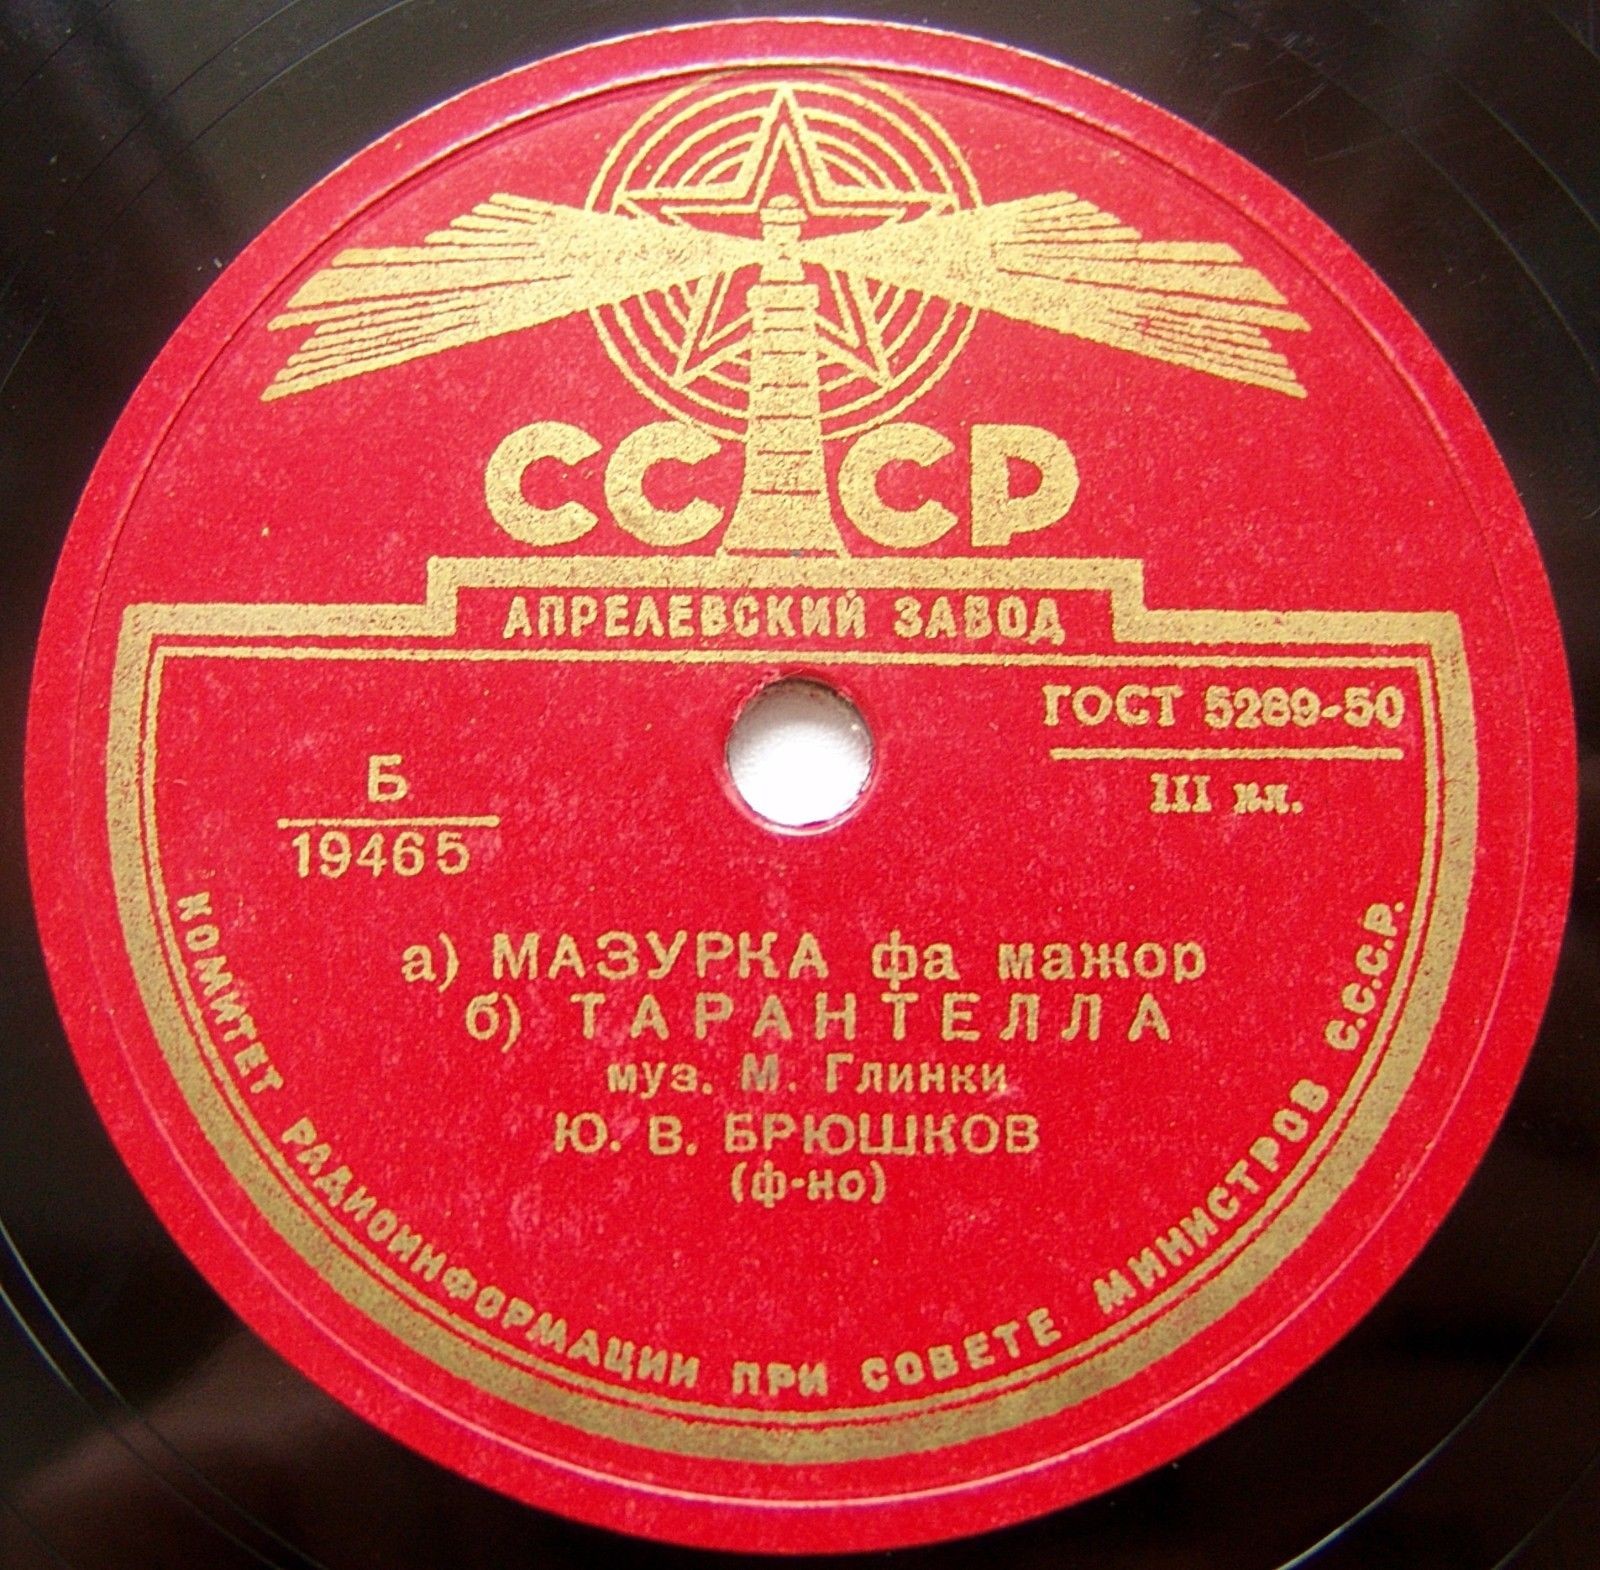 СССР
АПРЕЛЕВСКИЙ ЗАВОД
ГОСТ 5289-50
III кл.
Б
19465
а) МАЗУРКА фа мажор
б) ТАРАНТЕЛЛА
муз. М. Глинки
Ю. В. БРЮШКОВ
(ф-но)
КОМИТЕТ РАДИОИНФОРМАЦИИ ПРИ СОВЕТЕ МИНИСТРОВ С.С.С.Р.